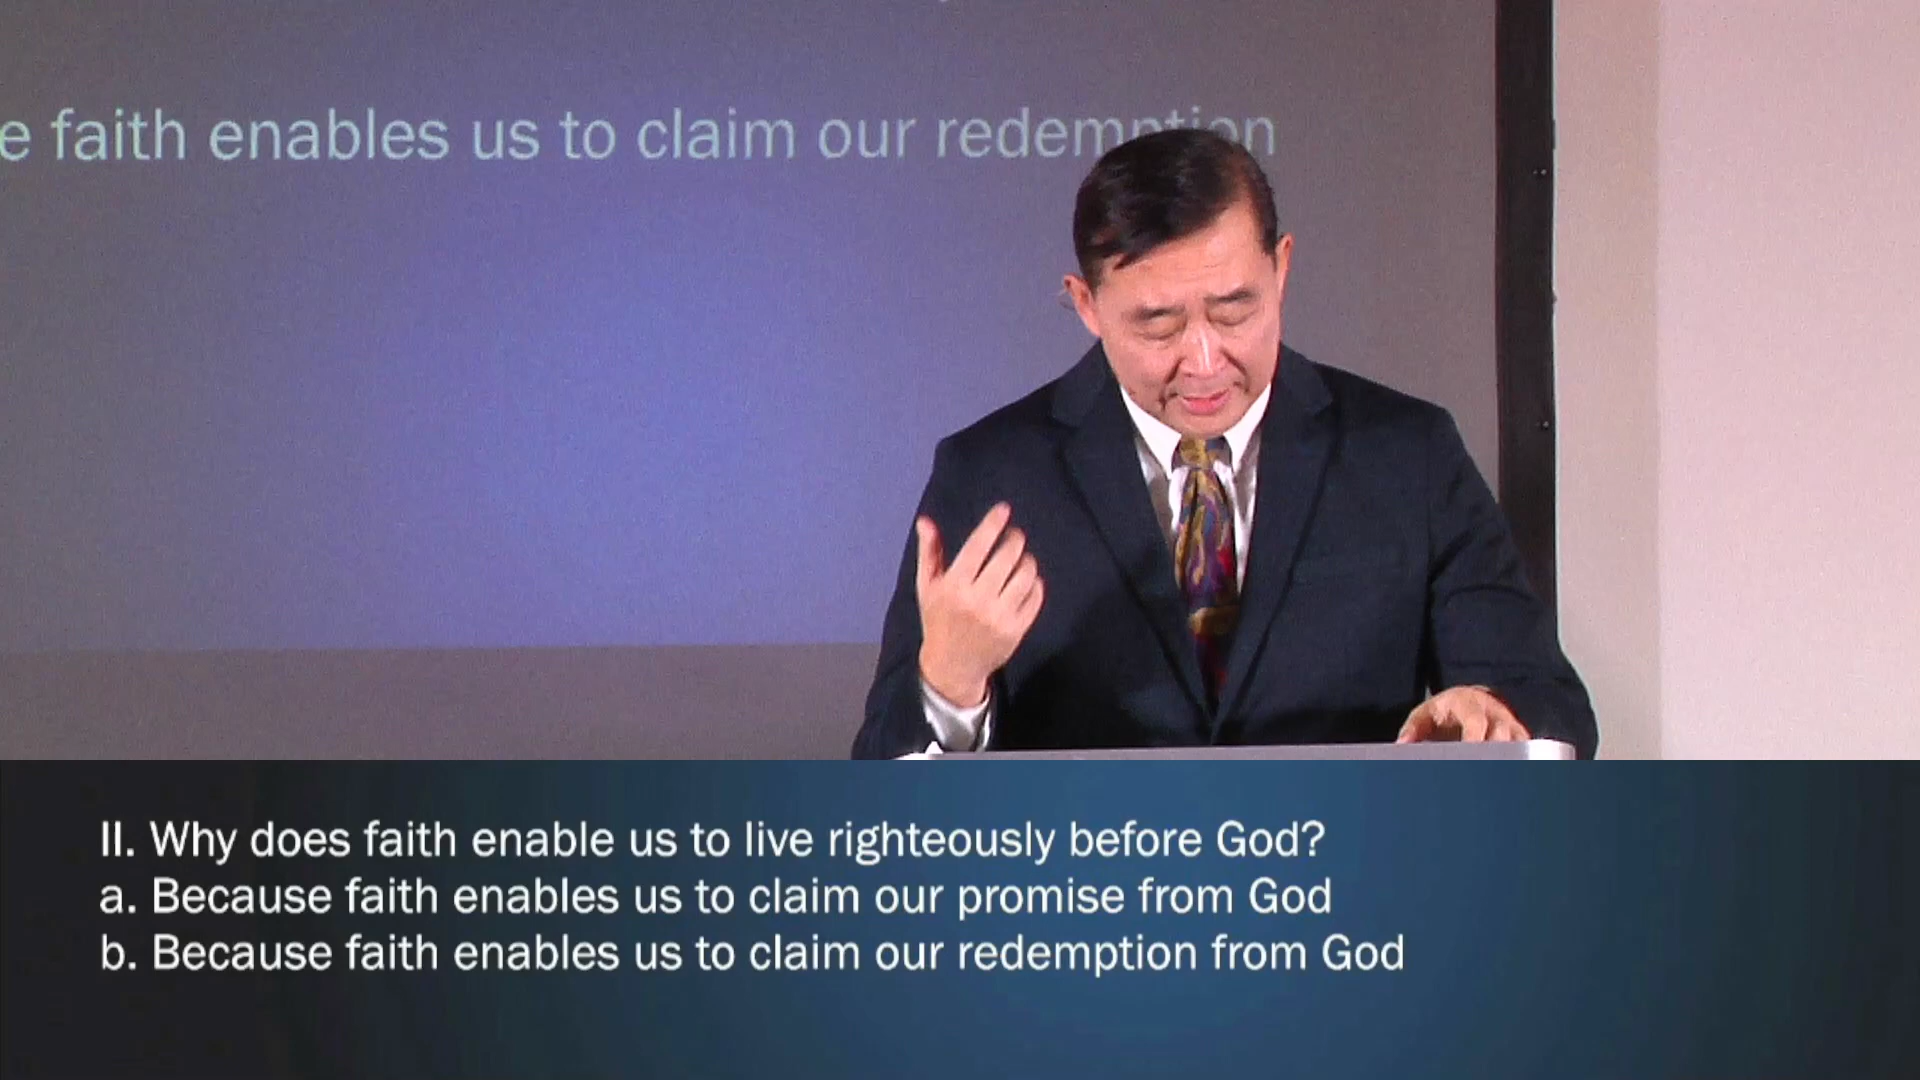 e faith enables us to claim our redemption
II. Why does faith enable us to live righteously before God?
a. Because faith enables us to claim our promise from God
b. Because faith enables us to claim our redemption from God